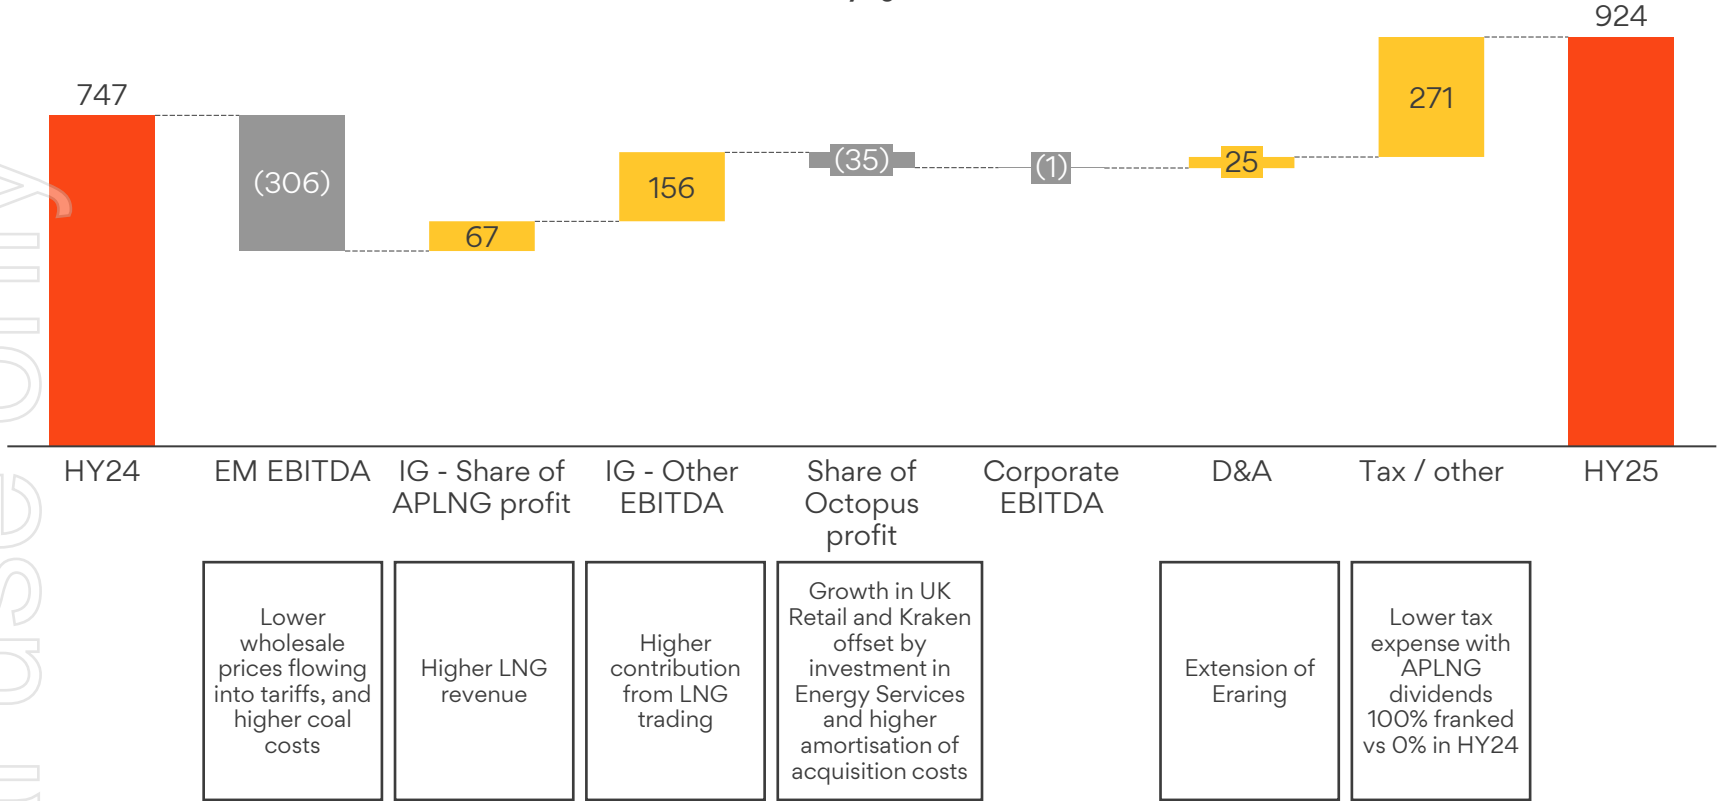 924
747
271
(306)
(35)
(1)
25
156
67
HY24
EM EBITDA
IG - Share of
APLNG profit
IG - Other
EBITDA
Share of
Octopus
profit
Corporate
EBITDA
D&A
Tax / other
HY25
Lower
wholesale
prices flowing
into tariffs, and
higher coal
costs
Higher LNG
revenue
Higher
contribution
from LNG
trading
Growth in UK
Retail and Kraken
offset by
investment in
Energy Services
and higher
amortisation of
acquisition costs
Extension of
Eraring
Lower tax
expense with
APLNG
dividends
100% franked
vs 0% in HY24
use only